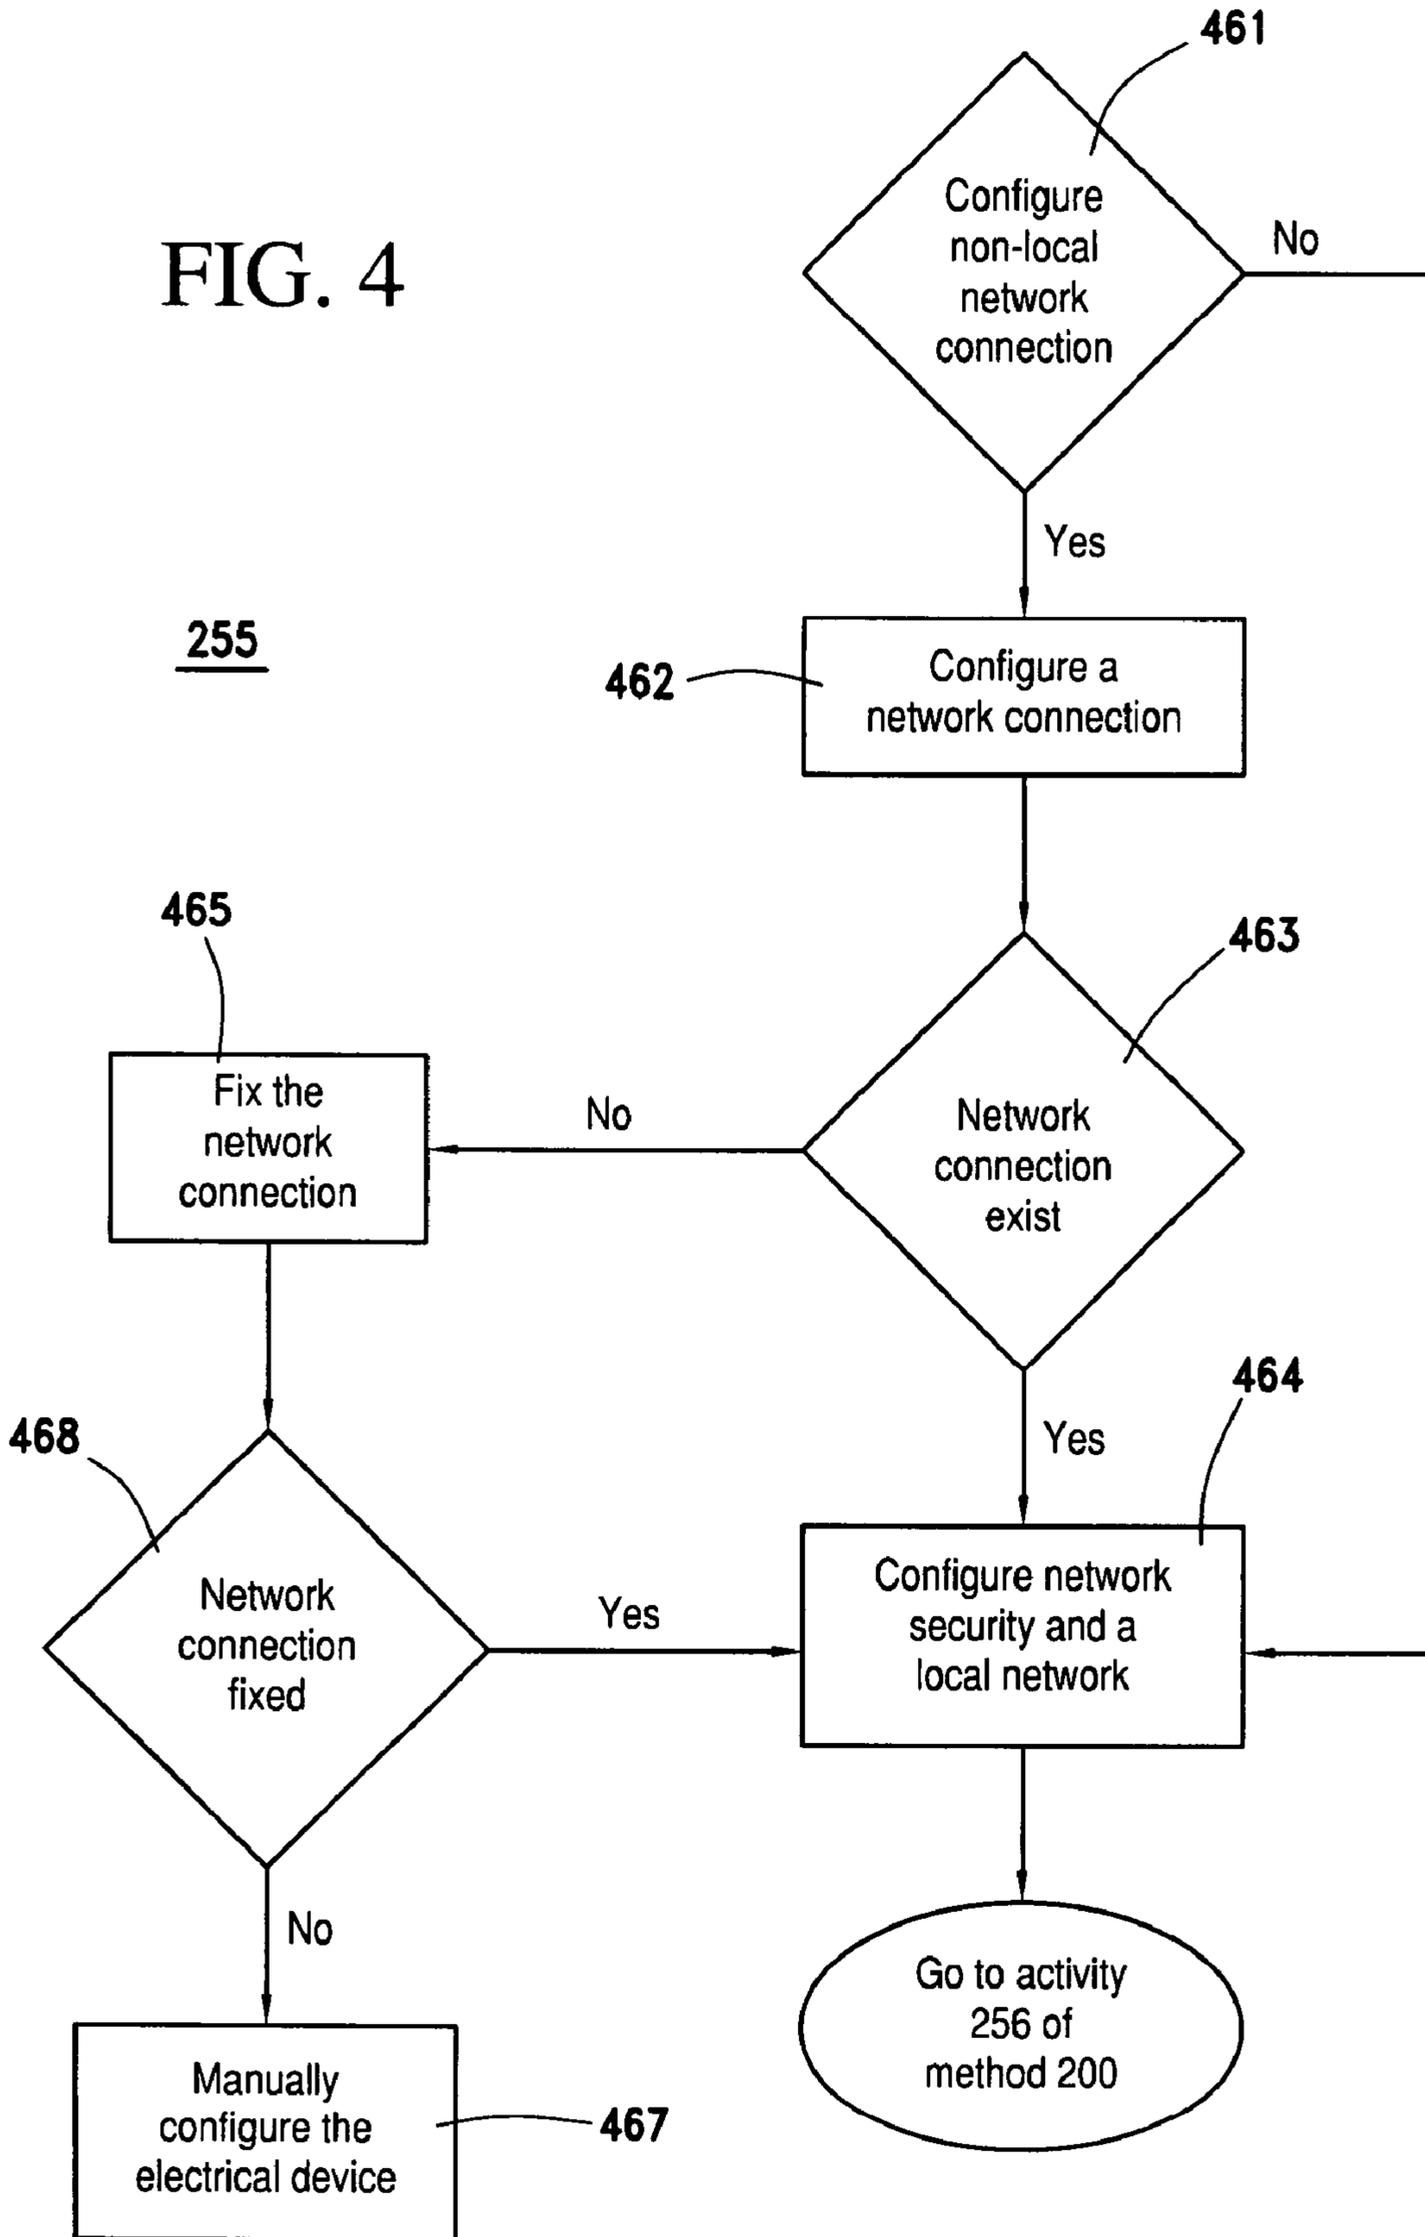 461
Configure
non-local
network
connection
No
FIG. 4
Yes
255
462
Configure a
network connection
465
463
Fix the
network
connection
No
Network
connection
exist
464
468
Yes
Network
connection
fixed
Yes
Configure network
security and a
local network
No
Go to activity
256 of
method 200
Manually
configure the
electrical device
467